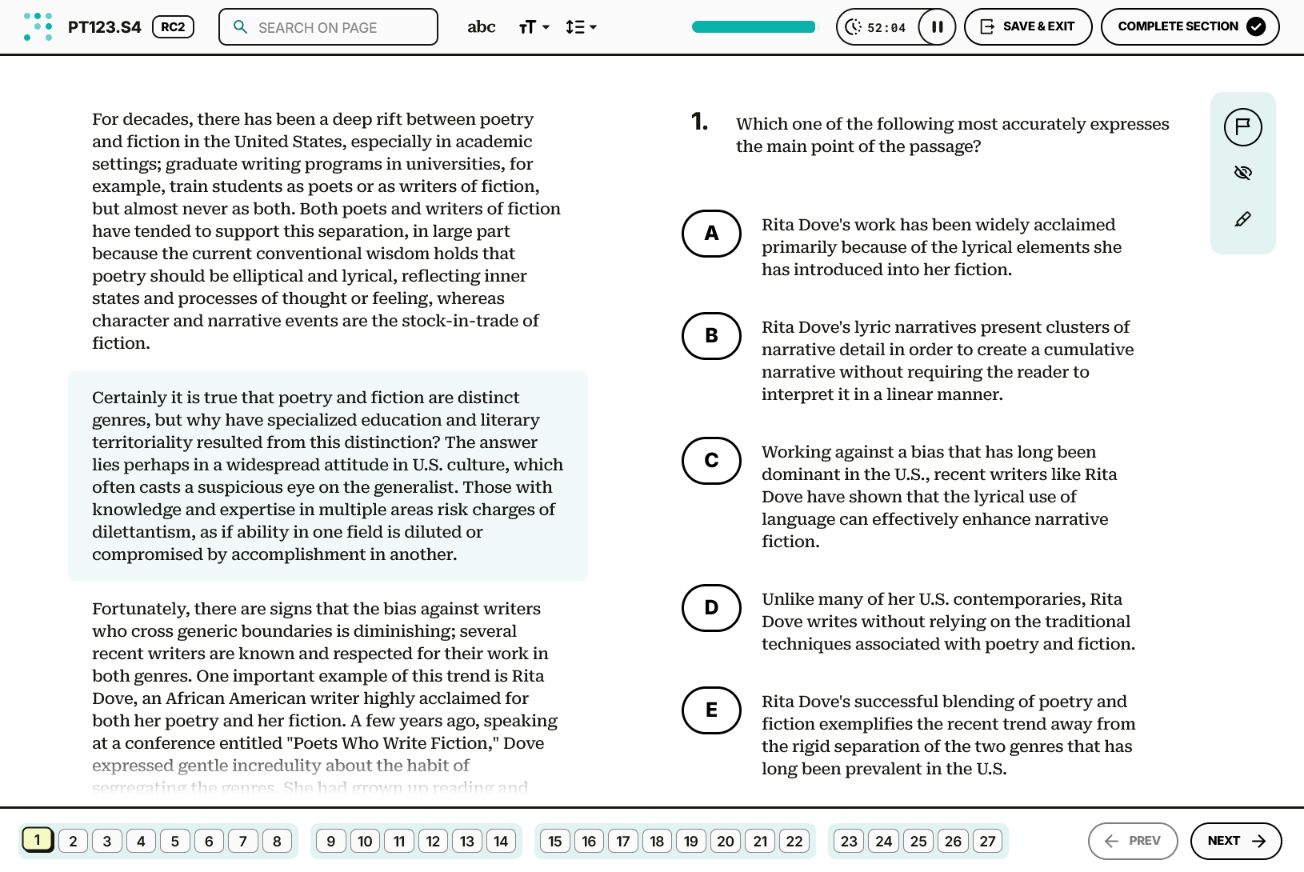 PT123.S4 RC2 SEARCH ON PAGE abc TT 52:04 SAVE & EXIT COMPLETE SECTION
For decades, there has been a deep rift between poetry
and fiction in the United States, especially in academic
settings; graduate writing programs in universities, for
example, train students as poets or as writers of fiction,
but almost never as both. Both poets and writers of fiction
have tended to support this separation, in large part
because the current conventional wisdom holds that
poetry should be elliptical and lyrical, reflecting inner
states and processes of thought or feeling, whereas
character and narrative events are the stock-in-trade of
fiction.
Certainly it is true that poetry and fiction are distinct
genres, but why have specialized education and literary
territoriality resulted from this distinction? The answer
lies perhaps in a widespread attitude in U.S. culture, which
often casts a suspicious eye on the generalist. Those with
knowledge and expertise in multiple areas risk charges of
dilettantism, as if ability in one field is diluted or
compromised by accomplishment in another.
Fortunately, there are signs that the bias against writers
who cross generic boundaries is diminishing; several
recent writers are known and respected for their work in
both genres. One important example of this trend is Rita
Dove, an African American writer highly acclaimed for
both her poetry and her fiction. A few years ago, speaking
at a conference entitled "Poets Who Write Fiction," Dove
expressed gentle incredulity about the habit of
segregating the genres. She had grown up reading and
1. Which one of the following most accurately expresses
the main point of the passage?
A Rita Dove's work has been widely acclaimed
primarily because of the lyrical elements she
has introduced into her fiction.
B Rita Dove's lyric narratives present clusters of
narrative detail in order to create a cumulative
narrative without requiring the reader to
interpret it in a linear manner.
C Working against a bias that has long been
dominant in the U.S., recent writers like Rita
Dove have shown that the lyrical use of
language can effectively enhance narrative
fiction.
D Unlike many of her U.S. contemporaries, Rita
Dove writes without relying on the traditional
techniques associated with poetry and fiction.
E Rita Dove's successful blending of poetry and
fiction exemplifies the recent trend away from
the rigid separation of the two genres that has
long been prevalent in the U.S.
1 2 3 4 5 6 7 8 9 10 11 12 13 14 15 16 17 18 19 20 21 22 23 24 25 26 27 PREV NEXT